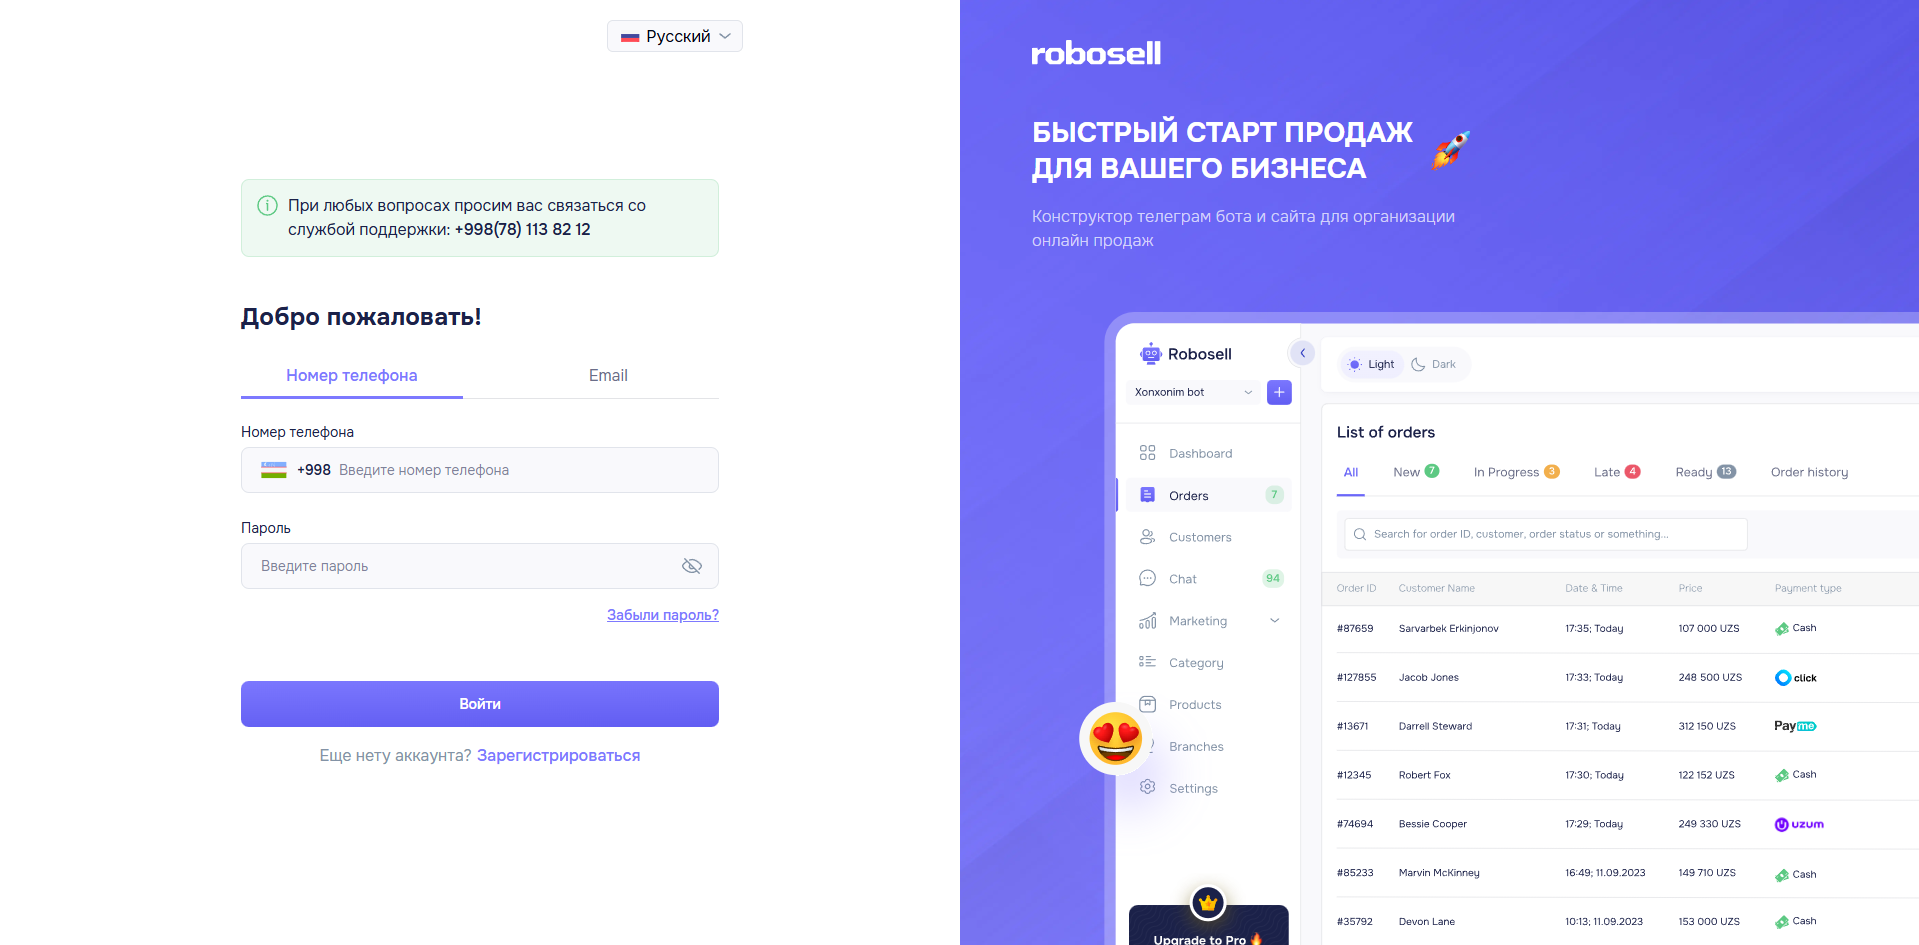 Русский
При любых вопросах просим вас связаться со
службой поддержки: +998(78) 113 82 12
Добро пожаловать!
Номер телефона
Email
Номер телефона
+998 Введите номер телефона
Пароль
Введите пароль
Забыли пароль?
Войти
Еще нету аккаунта? Зарегистрироваться
robosell
БЫСТРЫЙ СТАРТ ПРОДАЖ
ДЛЯ ВАШЕГО БИЗНЕСА
Конструктор телеграм бота и сайта для организации
онлайн продаж
Robosell
Xonxonim bot
Dashboard
Orders 7
Customers
Chat 94
Marketing
Category
Products
Branches
Settings
Upgrade to Pro
Light Dark
List of orders
All New 7 In Progress 3 Late 4 Ready 13 Order history
Search for order ID, customer, order status or something...
Order ID Customer Name Date & Time Price Payment type
#87659 Sarvarbek Erkinjonov 17:35; Today 107 000 UZS Cash
#127855 Jacob Jones 17:33; Today 248 500 UZS click
#13671 Darrell Steward 17:31; Today 312 150 UZS Payme
#12345 Robert Fox 17:30; Today 122 152 UZS Cash
#74694 Bessie Cooper 17:29; Today 249 330 UZS uzum
#85233 Marvin McKinney 16:49; 11.09.2023 149 710 UZS Cash
#35792 Devon Lane 10:13; 11.09.2023 153 000 UZS Cash